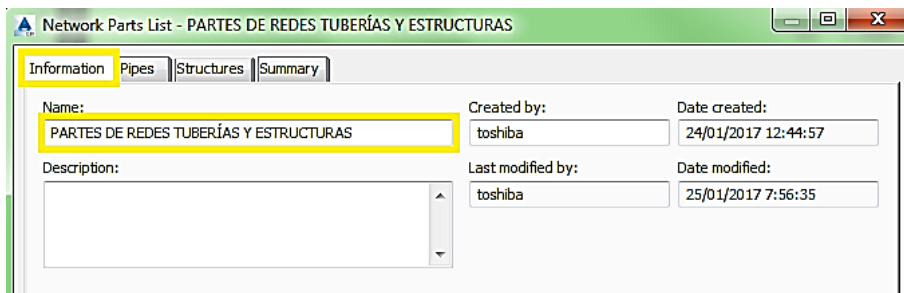 Network Parts List - PARTES DE REDES TUBERÍAS Y ESTRUCTURAS
Information Pipes Structures Summary
Name: Created by: Date created:
PARTES DE REDES TUBERÍAS Y ESTRUCTURAS toshiba 24/01/2017 12:44:57
Description: Last modified by: Date modified:
toshiba 25/01/2017 7:56:35